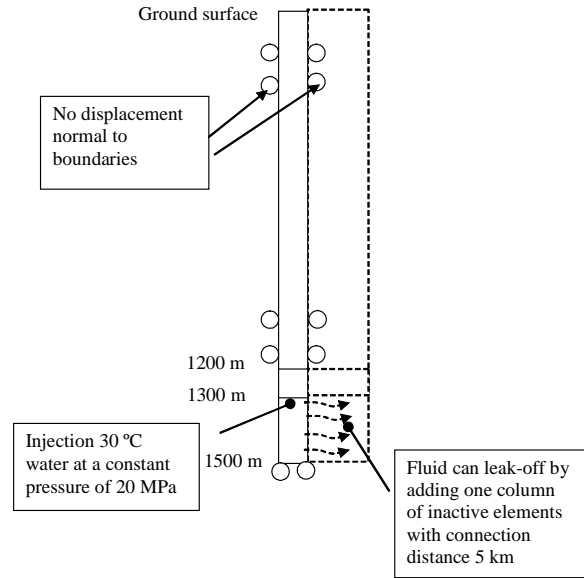 Ground surface
No displacement
normal to
boundaries
1200 m
1300 m
1500 m
Injection 30 ºC
water at a constant
pressure of 20 MPa
Fluid can leak-off by
adding one column
of inactive elements
with connection
distance 5 km